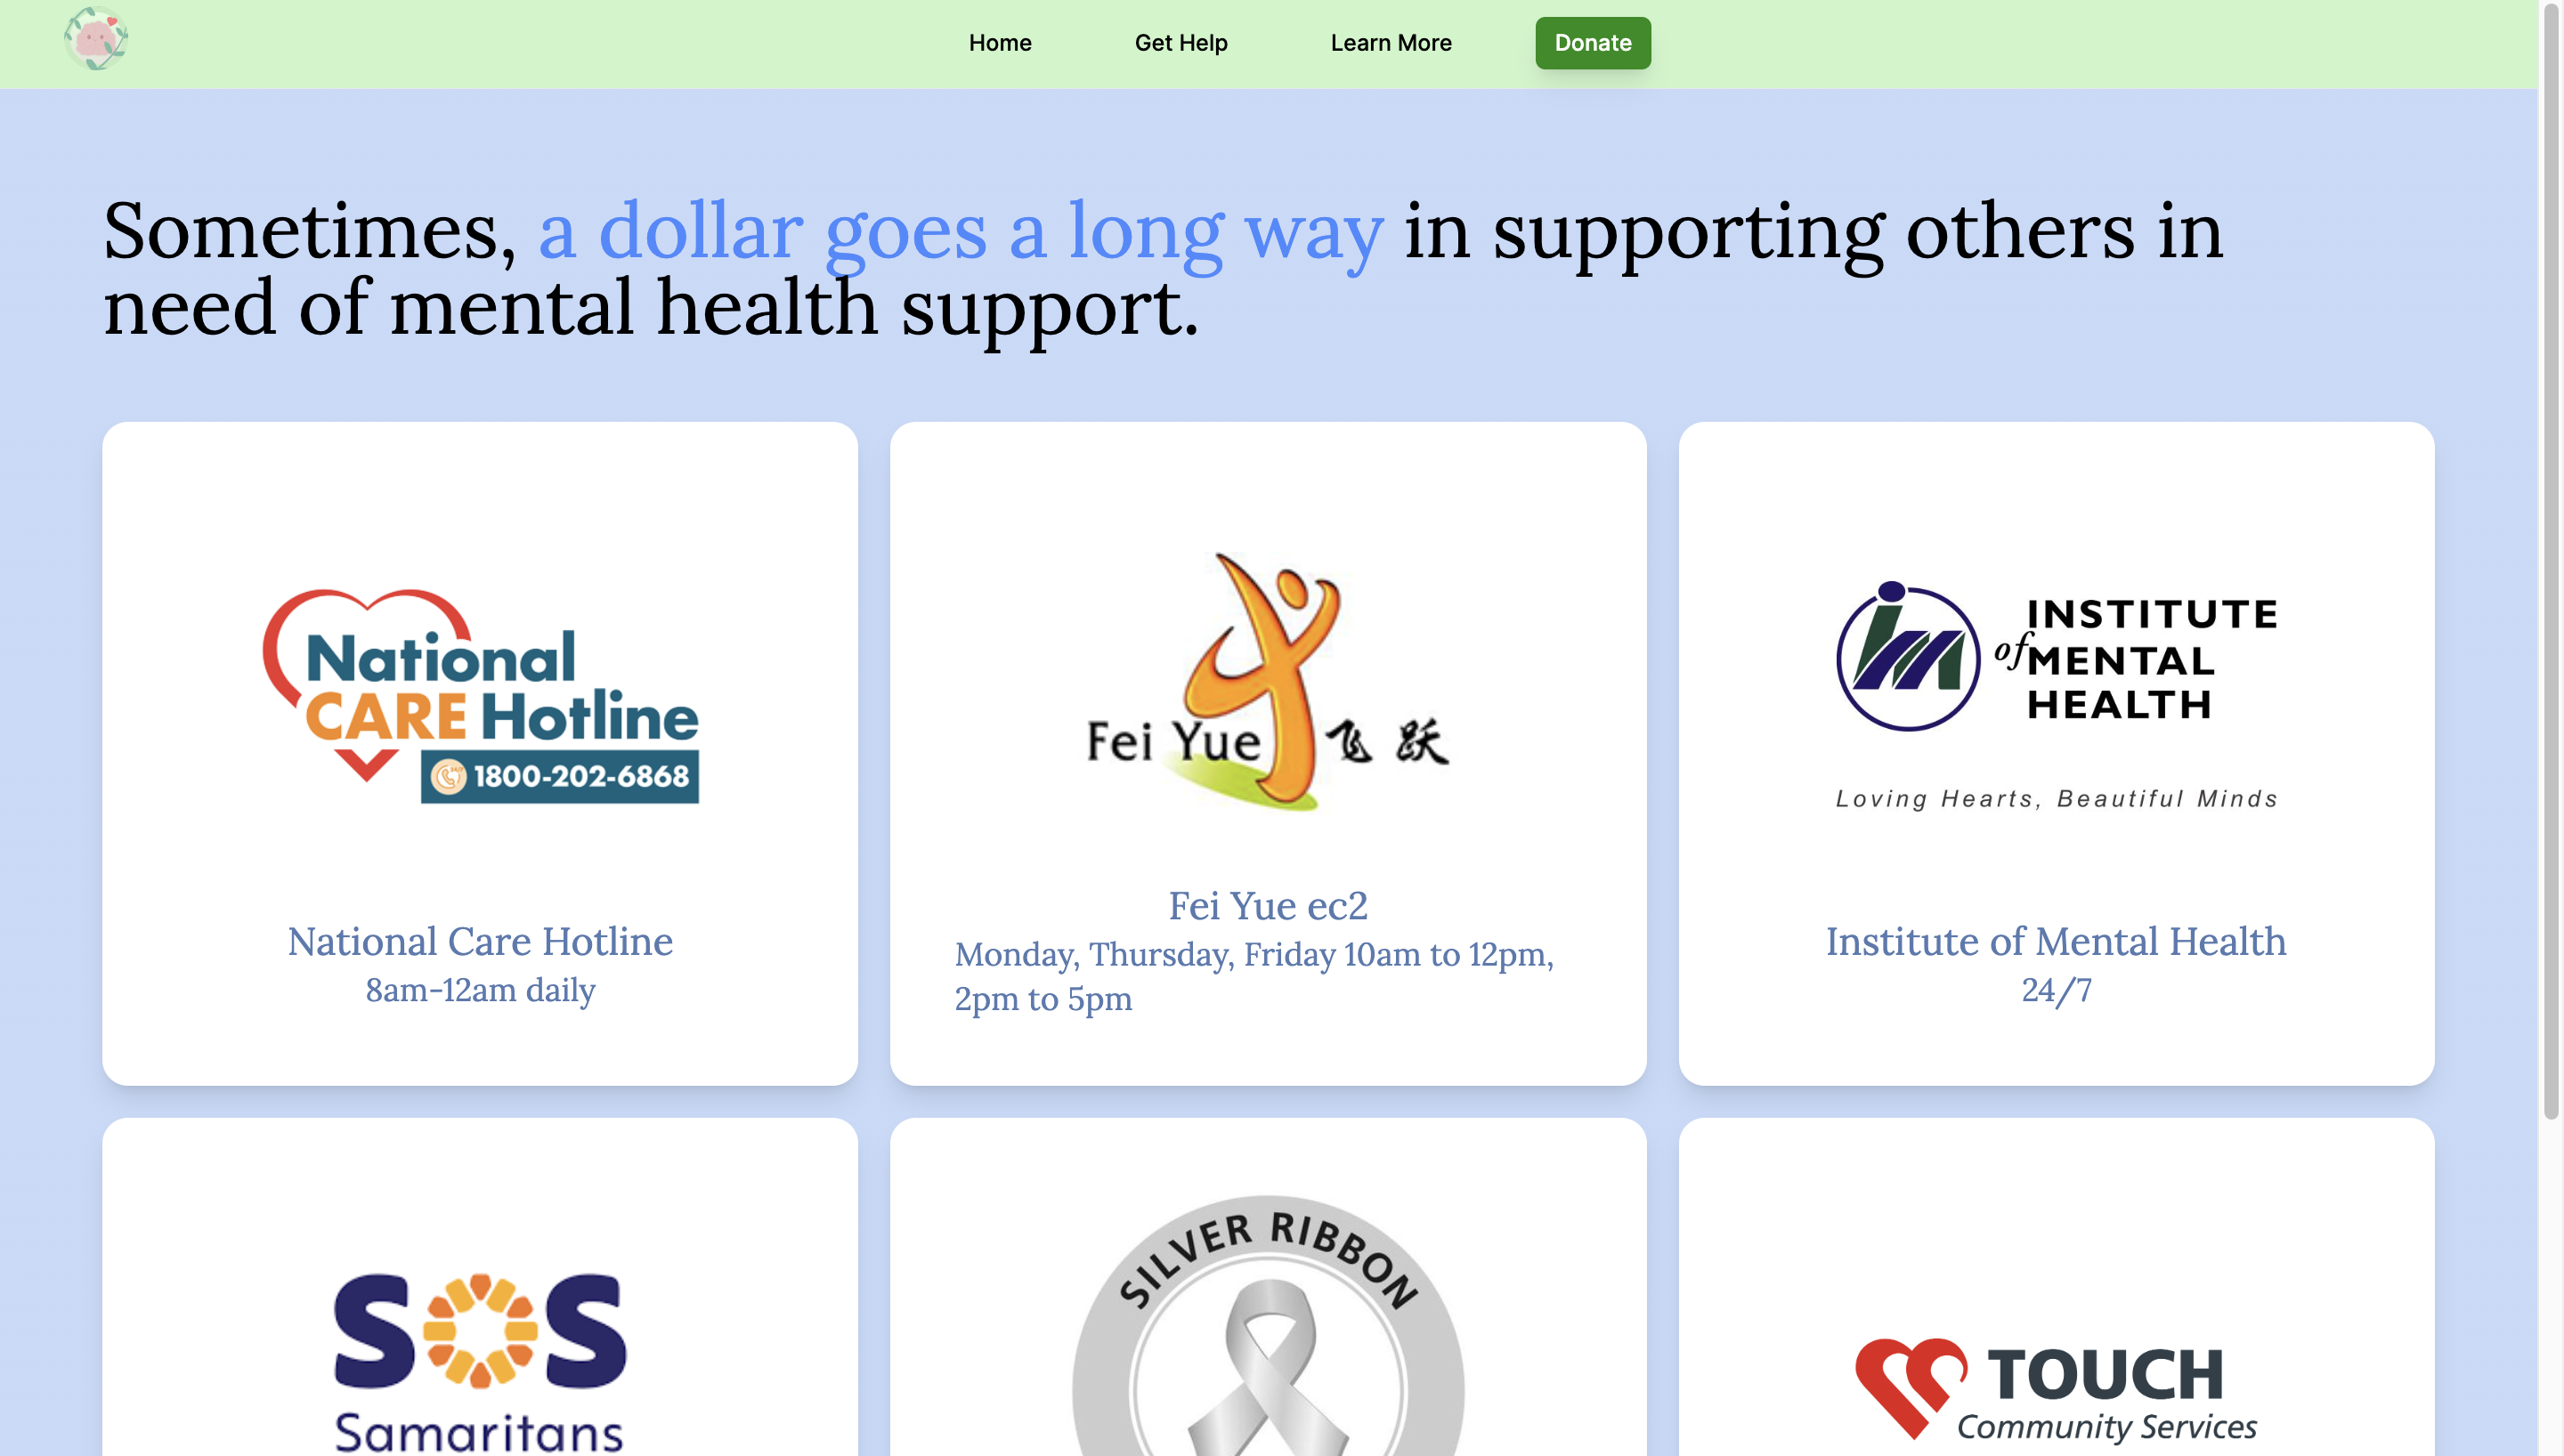 Home
Get Help
Learn More
Donate
Sometimes, a dollar goes a long way in supporting others in
need of mental health support.
National
CARE Hotline
1800-202-6868
National Care Hotline
8am-12am daily
Fei Yue 飞 跃
Fei Yue ec2
Monday, Thursday, Friday 10am to 12pm,
2pm to 5pm
INSTITUTE
of MENTAL
HEALTH
Loving Hearts, Beautiful Minds
Institute of Mental Health
24/7
SOS
Samaritans
SILVER RIBBON
TOUCH
Community Services